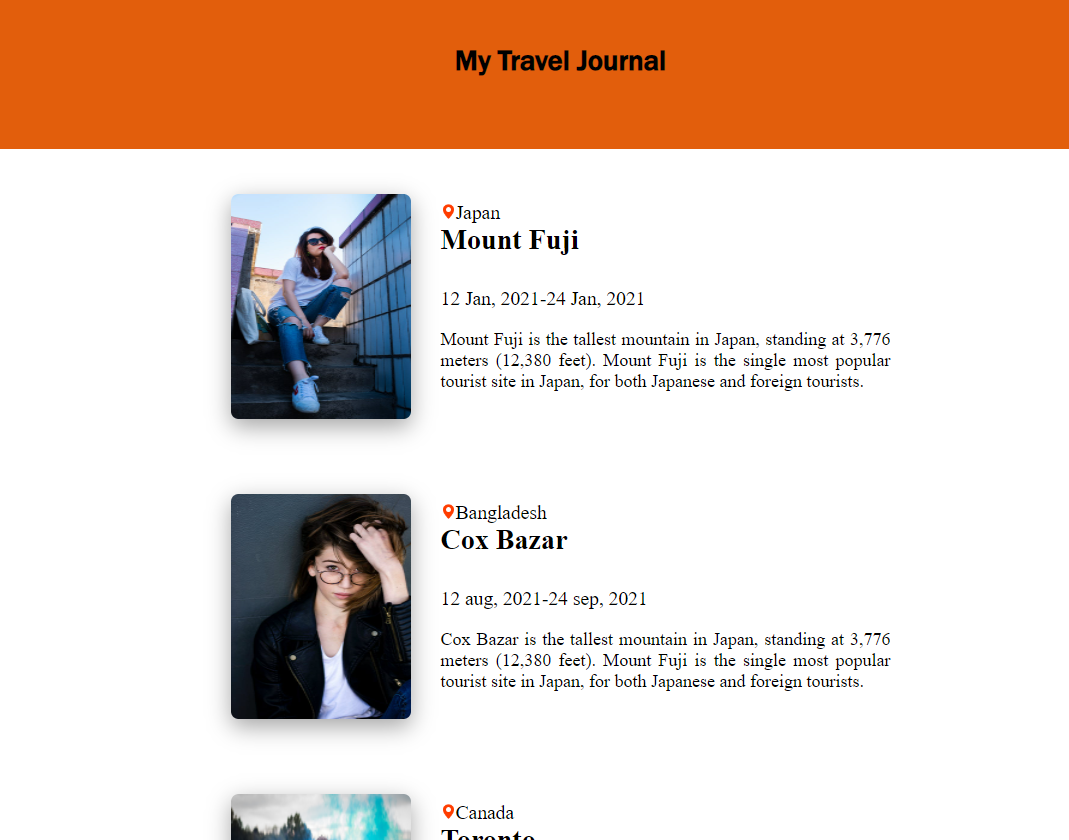 My Travel Journal
Japan
Mount Fuji
12 Jan, 2021-24 Jan, 2021
Mount Fuji is the tallest mountain in Japan, standing at 3,776
meters (12,380 feet). Mount Fuji is the single most popular
tourist site in Japan, for both Japanese and foreign tourists.
Bangladesh
Cox Bazar
12 aug, 2021-24 sep, 2021
Cox Bazar is the tallest mountain in Japan, standing at 3,776
meters (12,380 feet). Mount Fuji is the single most popular
tourist site in Japan, for both Japanese and foreign tourists.
Canada
Toronto